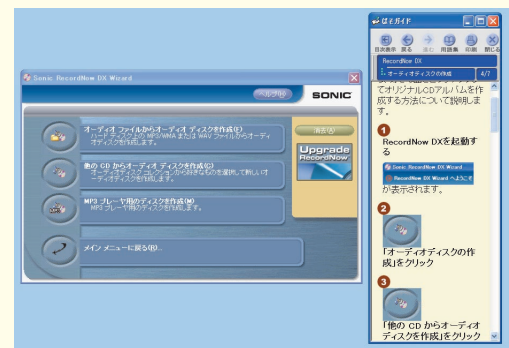 Sonic RecordNow DX Wizard
ヘルプ(H)
SONIC
オーディオ ファイルからオーディオ ディスクを作成(E)
ハード ディスク上の MP3/WMA または WAV ファイルからオーディオディスクを作成します。
他の CD からオーディオ ディスクを作成(C)
オーディオディスク コレクションから好きなものを選択して新しいオーディオディスクを作成します。
MP3 プレーヤ用のディスクを作成(M)
MP3 プレーヤ用のディスクを作成します。
メイン メニューに戻る(B)...
消去(A)
Upgrade
RecordNow
目次表示 戻る 進む 用語集 印刷 閉じる
RecordNow DX
オーディオディスクの作成 4/7
てオリジナルCDアルバムを作
成する方法について説明しま
す。
1
RecordNow DXを起動す
る
Sonic RecordNow DX Wizard
RecordNow DX Wizard へようこそ
が表示されます。
2
「オーディオディスクの作
成」をクリック
3
「他の CD からオーディオ
ディスクを作成」をクリック